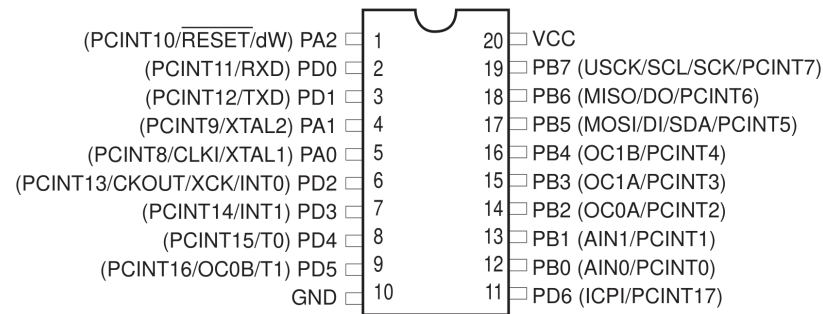 (PCINT10/RESET/dW) PA2 1 20 VCC
(PCINT11/RXD) PD0 2 19 PB7 (USCK/SCL/SCK/PCINT7)
(PCINT12/TXD) PD1 3 18 PB6 (MISO/DO/PCINT6)
(PCINT9/XTAL2) PA1 4 17 PB5 (MOSI/DI/SDA/PCINT5)
(PCINT8/CLKI/XTAL1) PA0 5 16 PB4 (OC1B/PCINT4)
(PCINT13/CKOUT/XCK/INT0) PD2 6 15 PB3 (OC1A/PCINT3)
(PCINT14/INT1) PD3 7 14 PB2 (OC0A/PCINT2)
(PCINT15/T0) PD4 8 13 PB1 (AIN1/PCINT1)
(PCINT16/OC0B/T1) PD5 9 12 PB0 (AIN0/PCINT0)
GND 10 11 PD6 (ICPI/PCINT17)